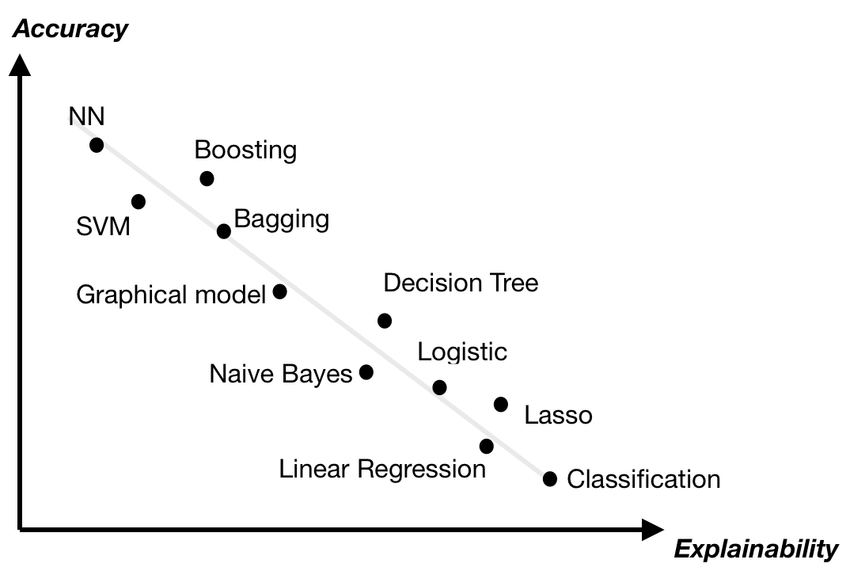 Accuracy
NN
Boosting
SVM
Bagging
Graphical model
Decision Tree
Logistic
Naive Bayes
Lasso
Linear Regression
Classification
Explainability